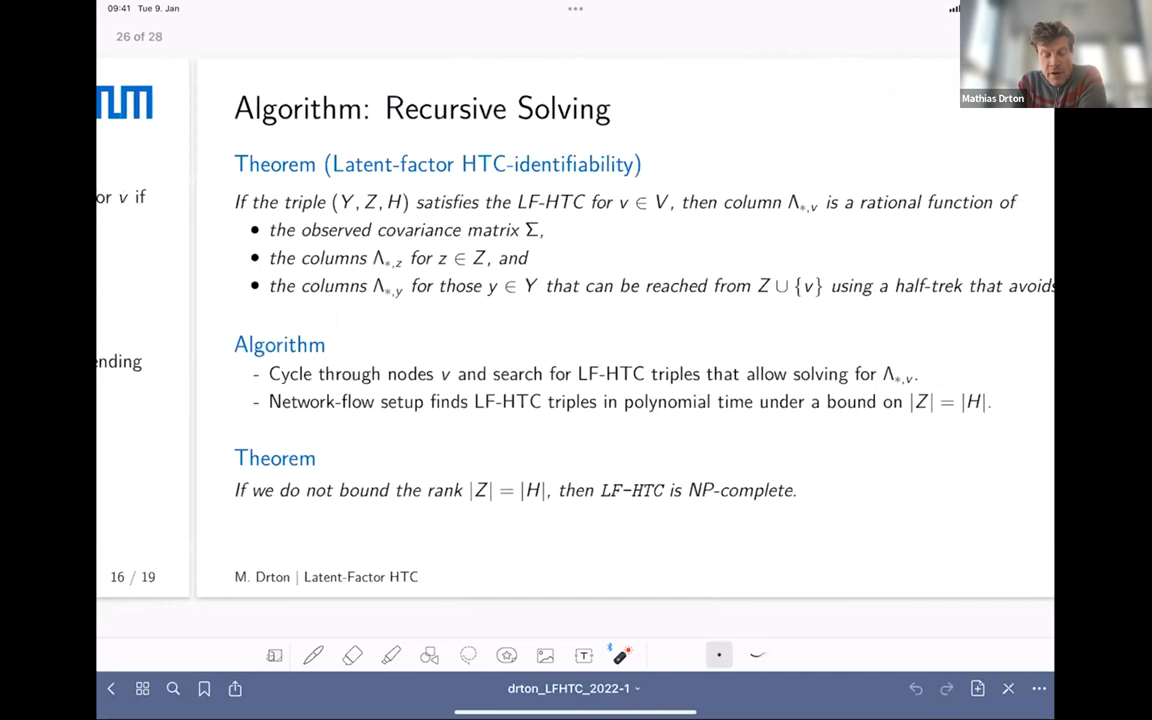 09:41 Tue 9. Jan
26 of 28
Mathias Drton
or v if
ending
16 / 19
Algorithm: Recursive Solving
Theorem (Latent-factor HTC-identifiability)
If the triple (Y, Z, H) satisfies the LF-HTC for v ∈ V, then column Λ∗,v is a rational function of
• the observed covariance matrix Σ,
• the columns Λ∗,z for z ∈ Z, and
• the columns Λ∗,y for those y ∈ Y that can be reached from Z ∪ {v} using a half-trek that avoids
Algorithm
- Cycle through nodes v and search for LF-HTC triples that allow solving for Λ∗,v.
- Network-flow setup finds LF-HTC triples in polynomial time under a bound on |Z| = |H|.
Theorem
If we do not bound the rank |Z| = |H|, then LF-HTC is NP-complete.
M. Drton | Latent-Factor HTC
T
drton_LFHTC_2022-1